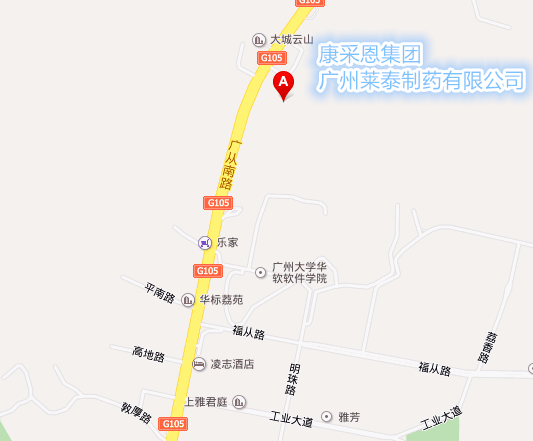 G105
大城云山
康采恩集团
G105
广州莱泰制药有限公司
A
广从南路
G105
乐家
G105
广州大学华
软软件学院
平南路
华标荔苑
福从路
荔香路
高地路
凌志酒店
明珠路
福从路
上雅君庭
敦厚路
工业大道
雅芳
工业大道
G105